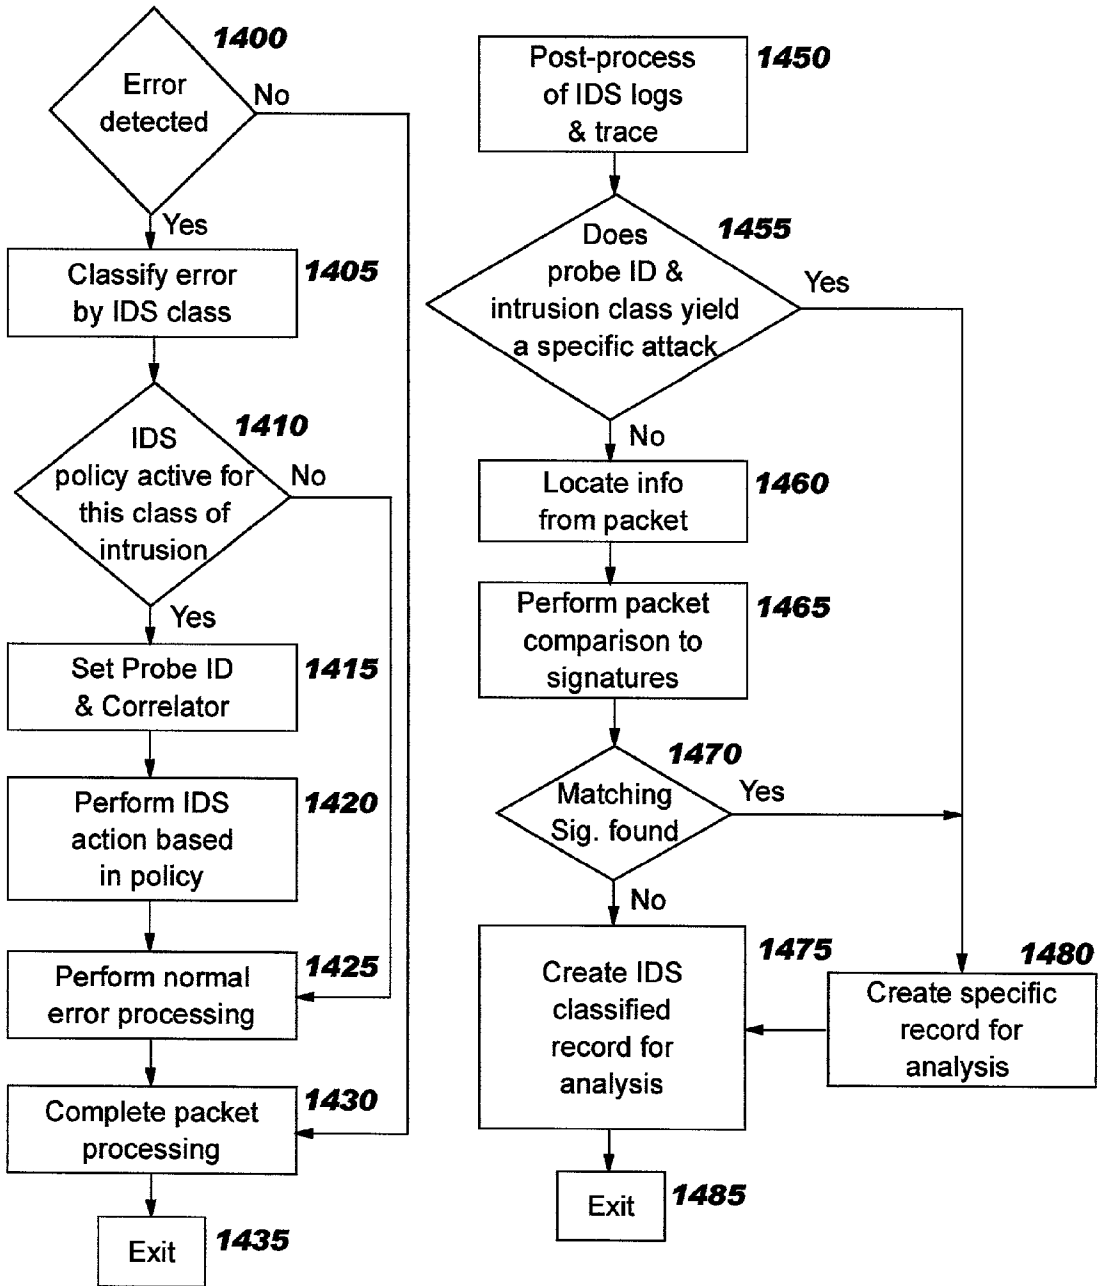 1400
Error
detected
No
Yes
Classify error
by IDS class
1405
1410
IDS
policy active for
this class of
intrusion
No
Yes
Set Probe ID
& Correlator
1415
Perform IDS
action based
in policy
1420
Perform normal
error processing
1425
Complete packet
processing
1430
Exit
1435
Post-process
of IDS logs
& trace
1450
1455
Does
probe ID &
intrusion class yield
a specific attack
Yes
No
Locate info
from packet
1460
Perform packet
comparison to
signatures
1465
1470
Matching
Sig. found
Yes
No
Create IDS
classified
record for
analysis
1475
1480
Create specific
record for
analysis
Exit
1485